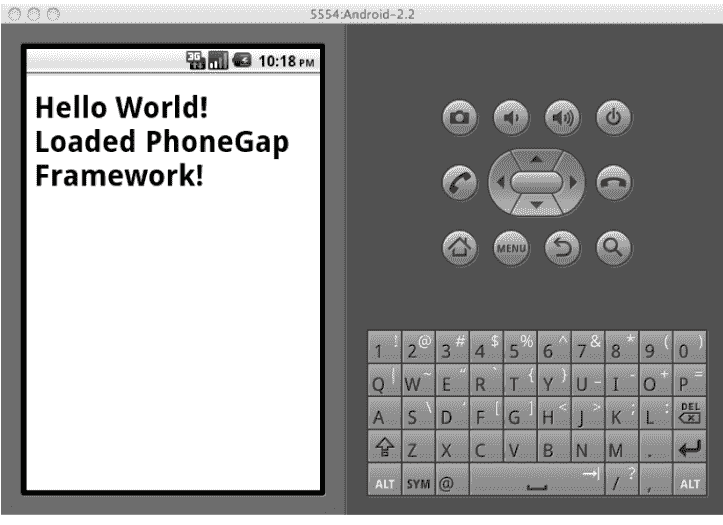 5554:Android-2.2
3G
10:18 PM
Hello World!
Loaded PhoneGap
Framework!
MENU
1 ! 2 @ 3 # 4 $ 5 % 6 ^ 7 & 8 * 9 ( 0 )
Q | W ~ E “ R ` T { Y } U _ I - O + P =
DEL
A S \ D ‘ F [ G ] H < J > K ; L :
Z X C V B N M .
ALT SYM @ / ? , ALT